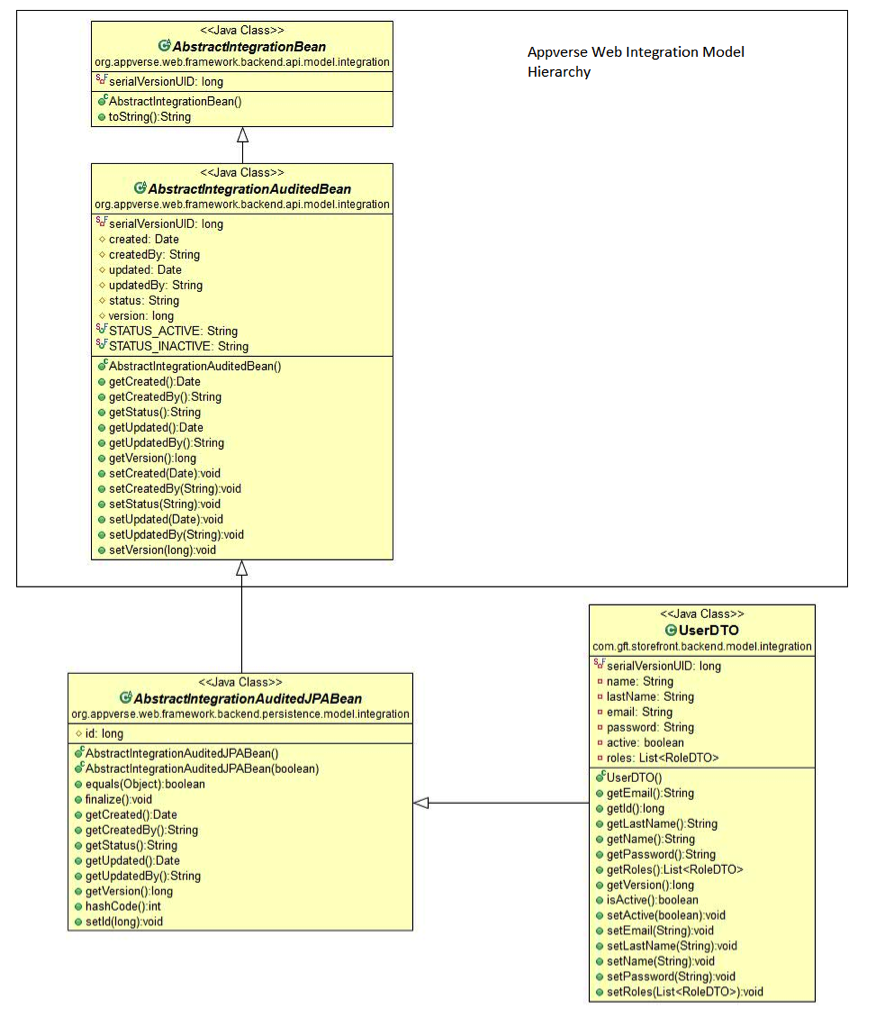 <<Java Class>>
AbstractIntegrationBean
org.appverse.web.framework.backend.api.model.integration
serialVersionUID: long
AbstractIntegrationBean()
toString():String
Appverse Web Integration Model
Hierarchy
<<Java Class>>
AbstractIntegrationAuditedBean
org.appverse.web.framework.backend.api.model.integration
serialVersionUID: long
created: Date
createdBy: String
updated: Date
updatedBy: String
status: String
version: long
STATUS_ACTIVE: String
STATUS_INACTIVE: String
AbstractIntegrationAuditedBean()
getCreated():Date
getCreatedBy():String
getStatus():String
getUpdated():Date
getUpdatedBy():String
getVersion():long
setCreated(Date):void
setCreatedBy(String):void
setStatus(String):void
setUpdated(Date):void
setUpdatedBy(String):void
setVersion(long):void
<<Java Class>>
AbstractIntegrationAuditedJPABean
org.appverse.web.framework.backend.persistence.model.integration
id: long
AbstractIntegrationAuditedJPABean()
AbstractIntegrationAuditedJPABean(boolean)
equals(Object):boolean
finalize():void
getCreated():Date
getCreatedBy():String
getStatus():String
getUpdated():Date
getUpdatedBy():String
getVersion():long
hashCode():int
setId(long):void
<<Java Class>>
UserDTO
com.gft.storefront.backend.model.integration
serialVersionUID: long
name: String
lastName: String
email: String
password: String
active: boolean
roles: List<RoleDTO>
UserDTO()
getEmail():String
getId():long
getLastName():String
getName():String
getPassword():String
getRoles():List<RoleDTO>
getVersion():long
isActive():boolean
setActive(boolean):void
setEmail(String):void
setLastName(String):void
setName(String):void
setPassword(String):void
setRoles(List<RoleDTO>):void